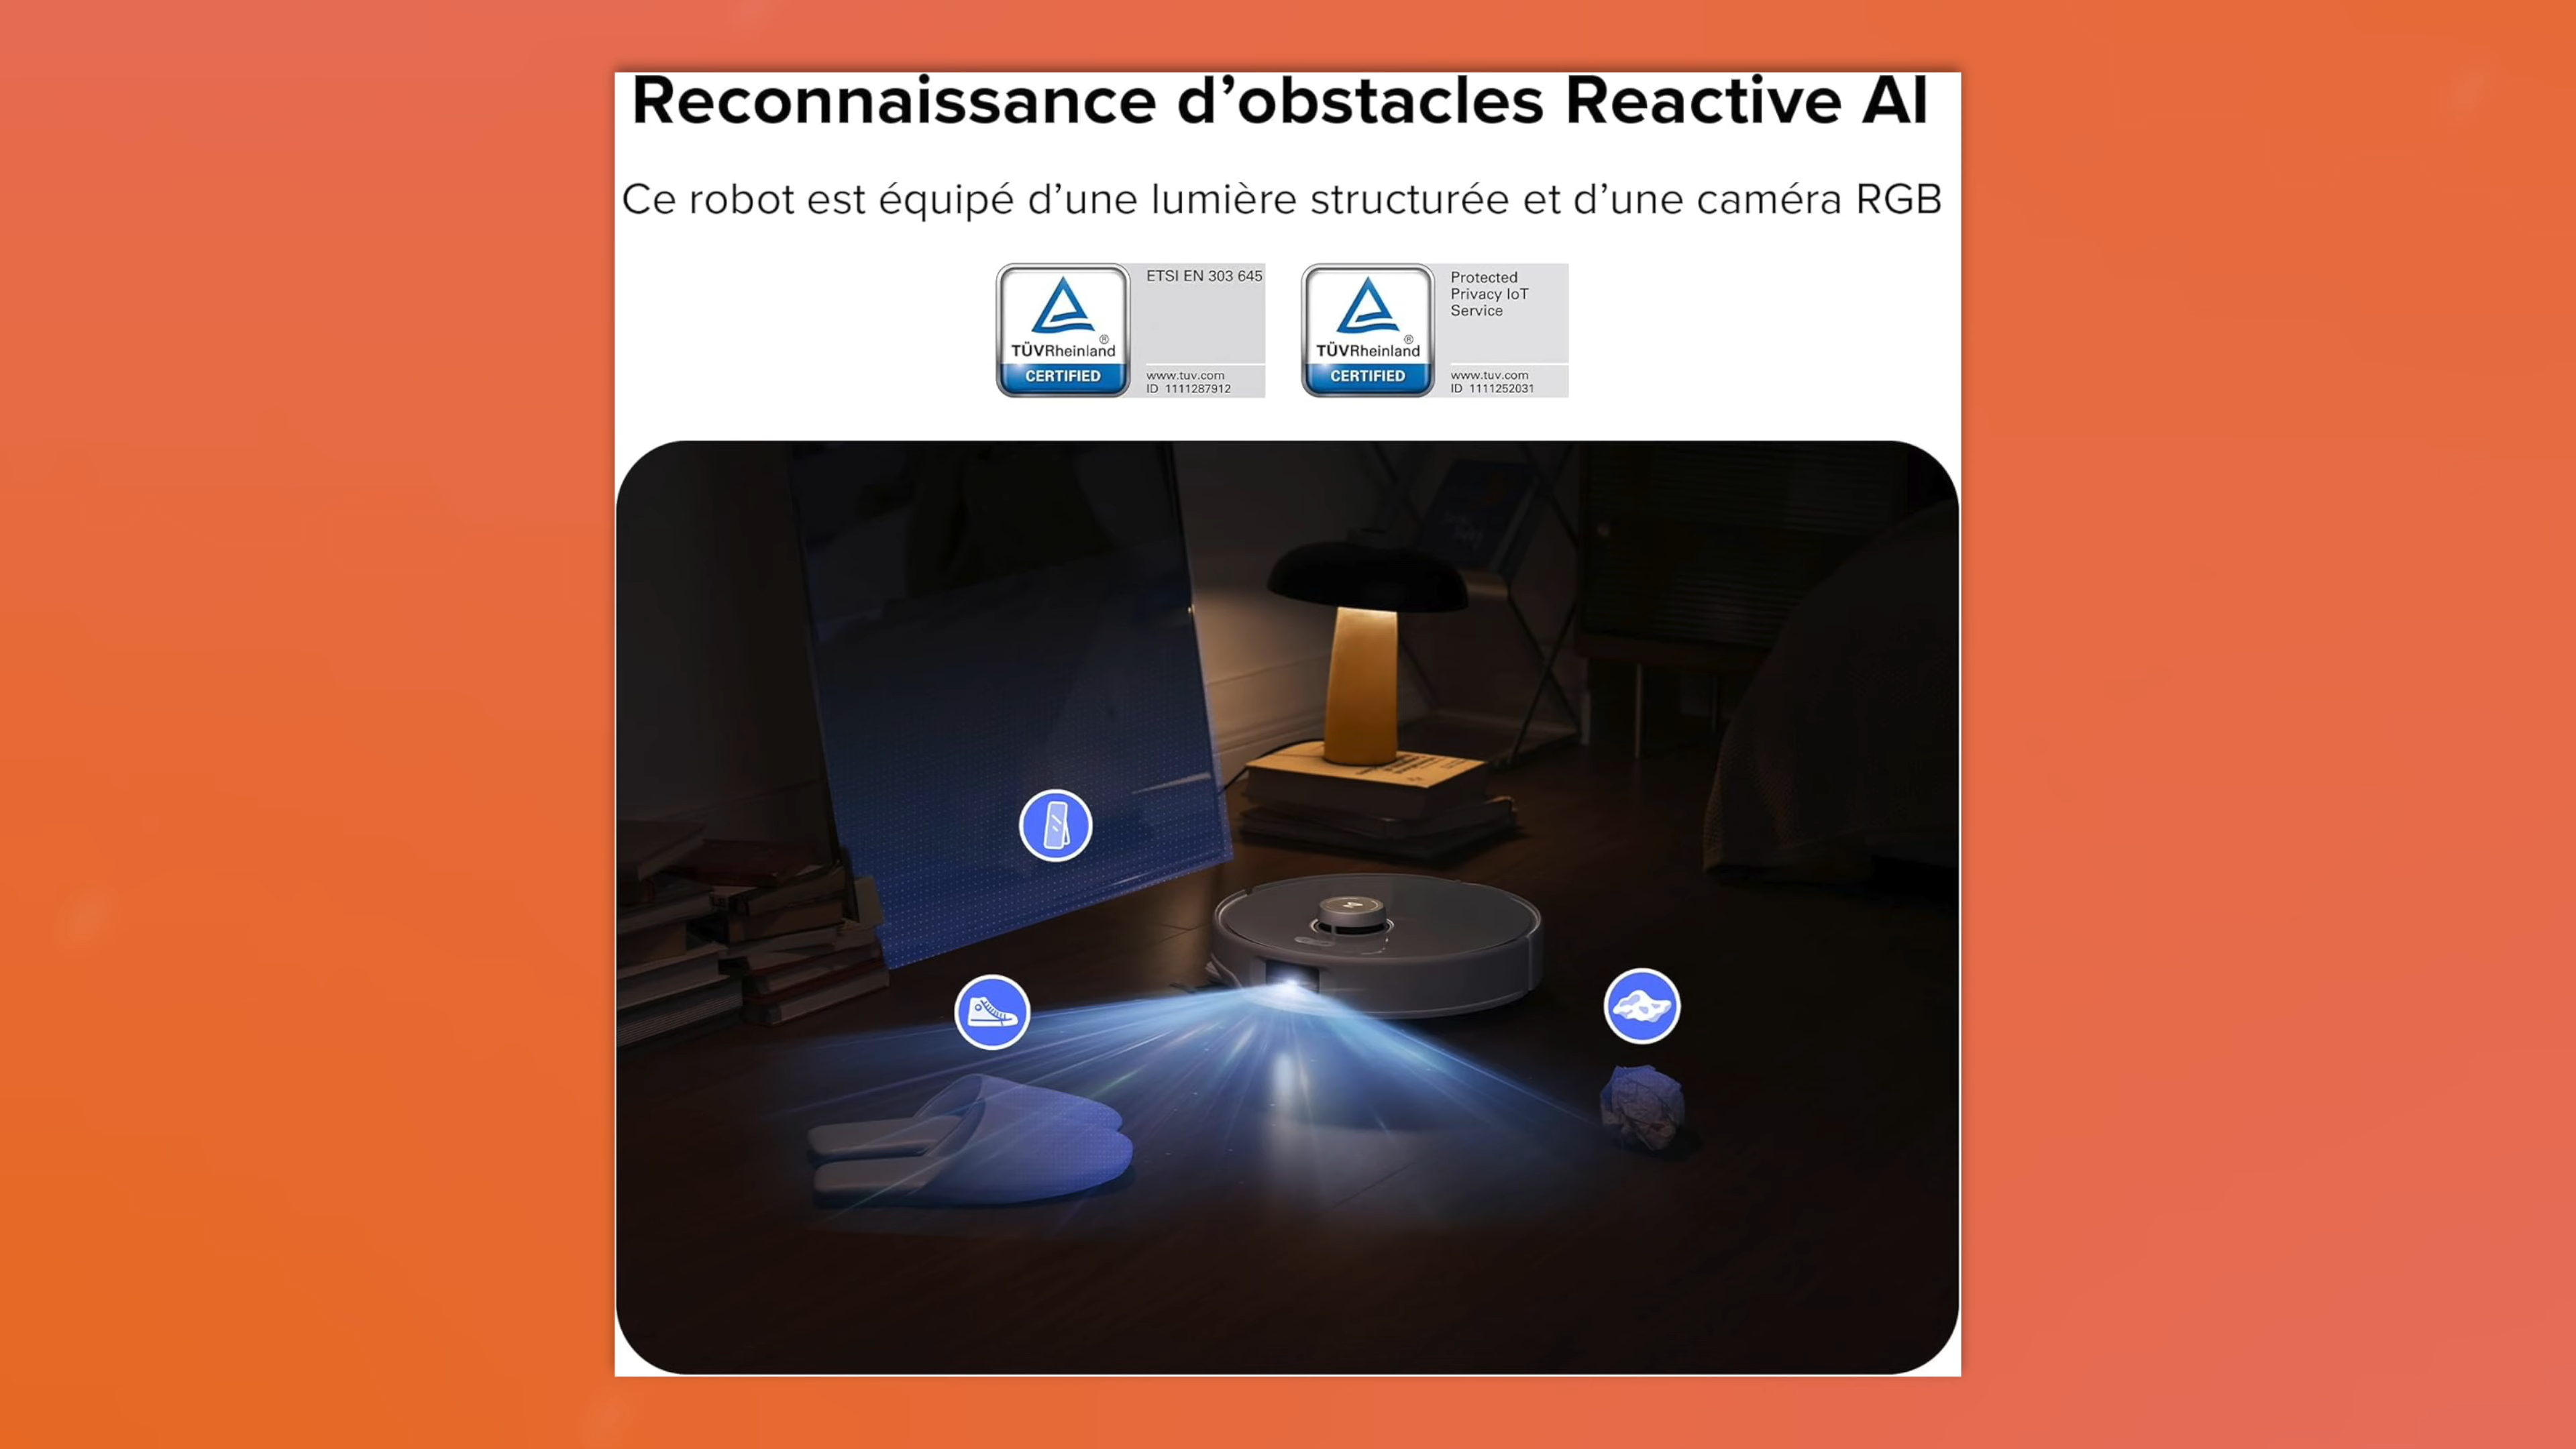 Reconnaissance d’obstacles Reactive AI
Ce robot est équipé d’une lumière structurée et d’une caméra RGB
ETSI EN 303 645
TÜVRheinland®
CERTIFIED
www.tuv.com
ID 1111287912
Protected
Privacy IoT
Service
TÜVRheinland®
CERTIFIED
www.tuv.com
ID 1111252031